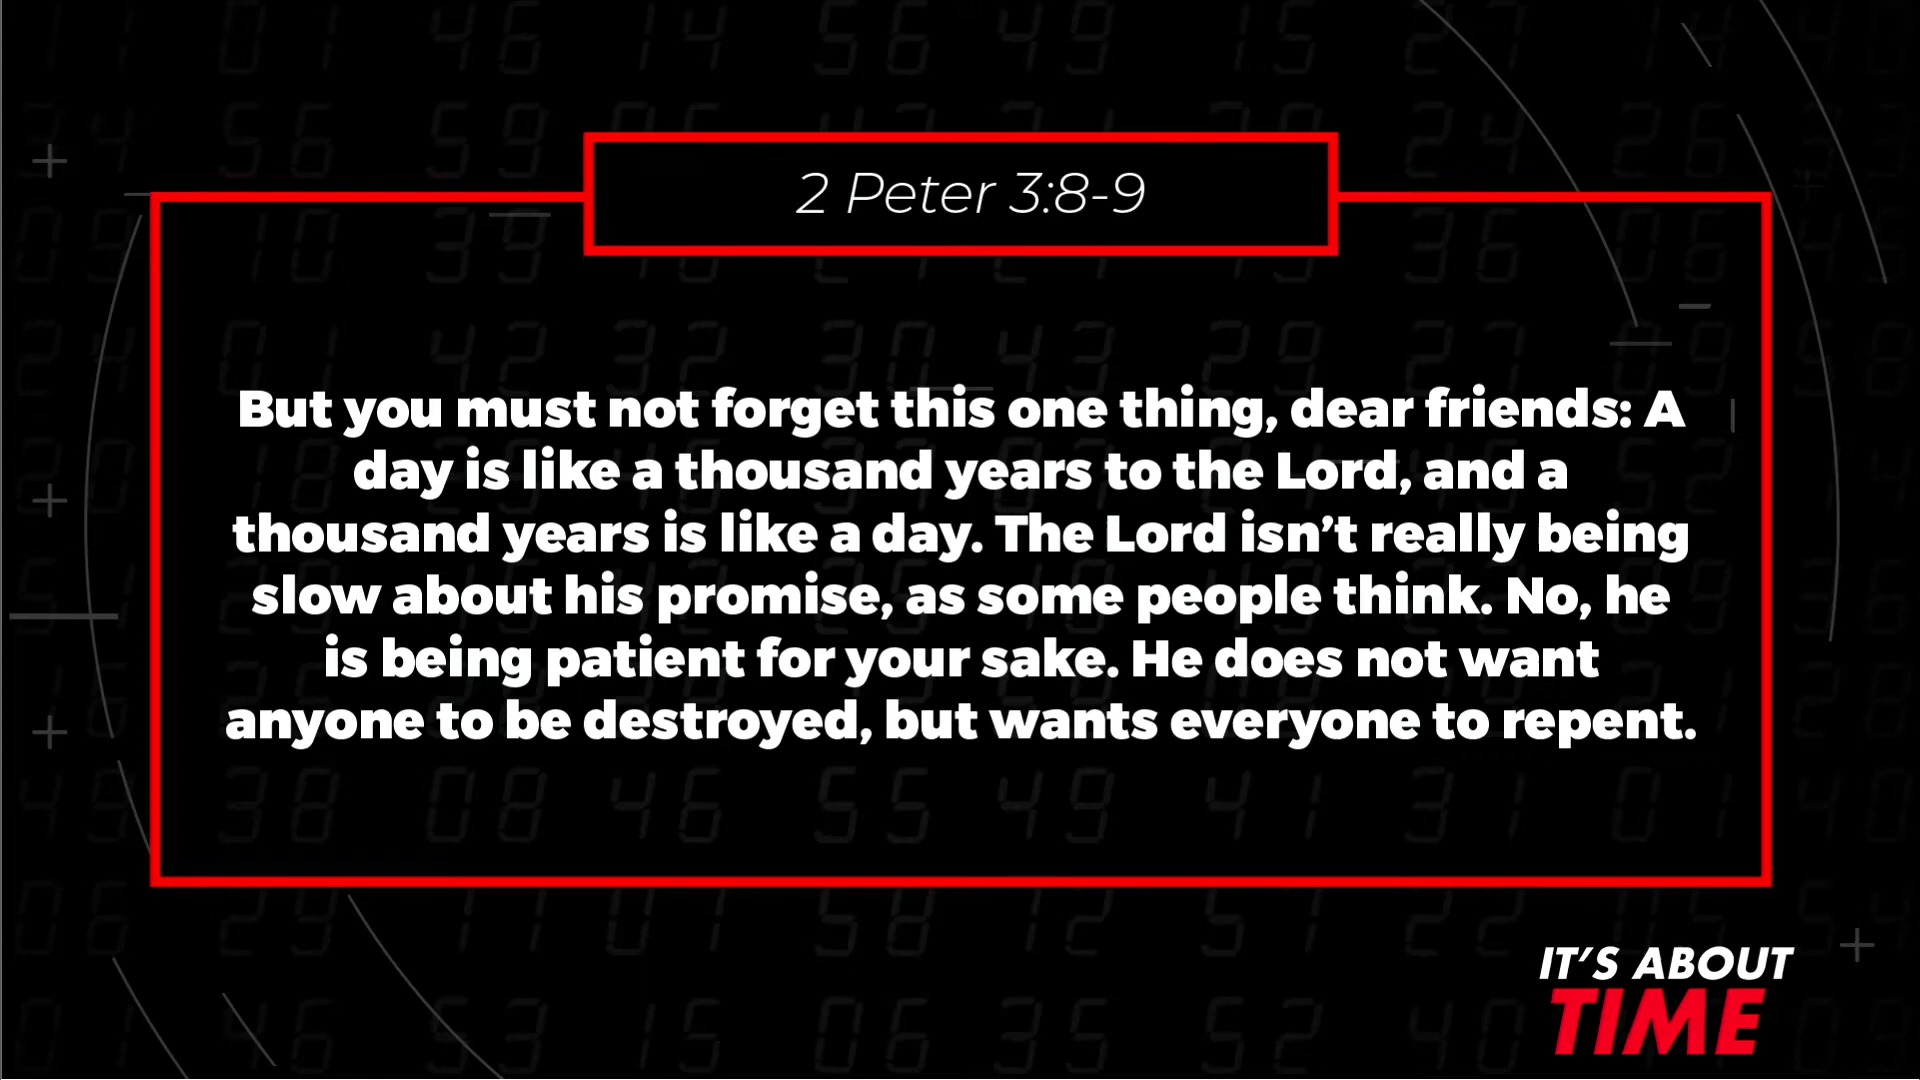 2 Peter 3:8-9
But you must not forget this one thing, dear friends: A
day is like a thousand years to the Lord, and a
thousand years is like a day. The Lord isn’t really being
slow about his promise, as some people think. No, he
is being patient for your sake. He does not want
anyone to be destroyed, but wants everyone to repent.
IT’S ABOUT
TIME